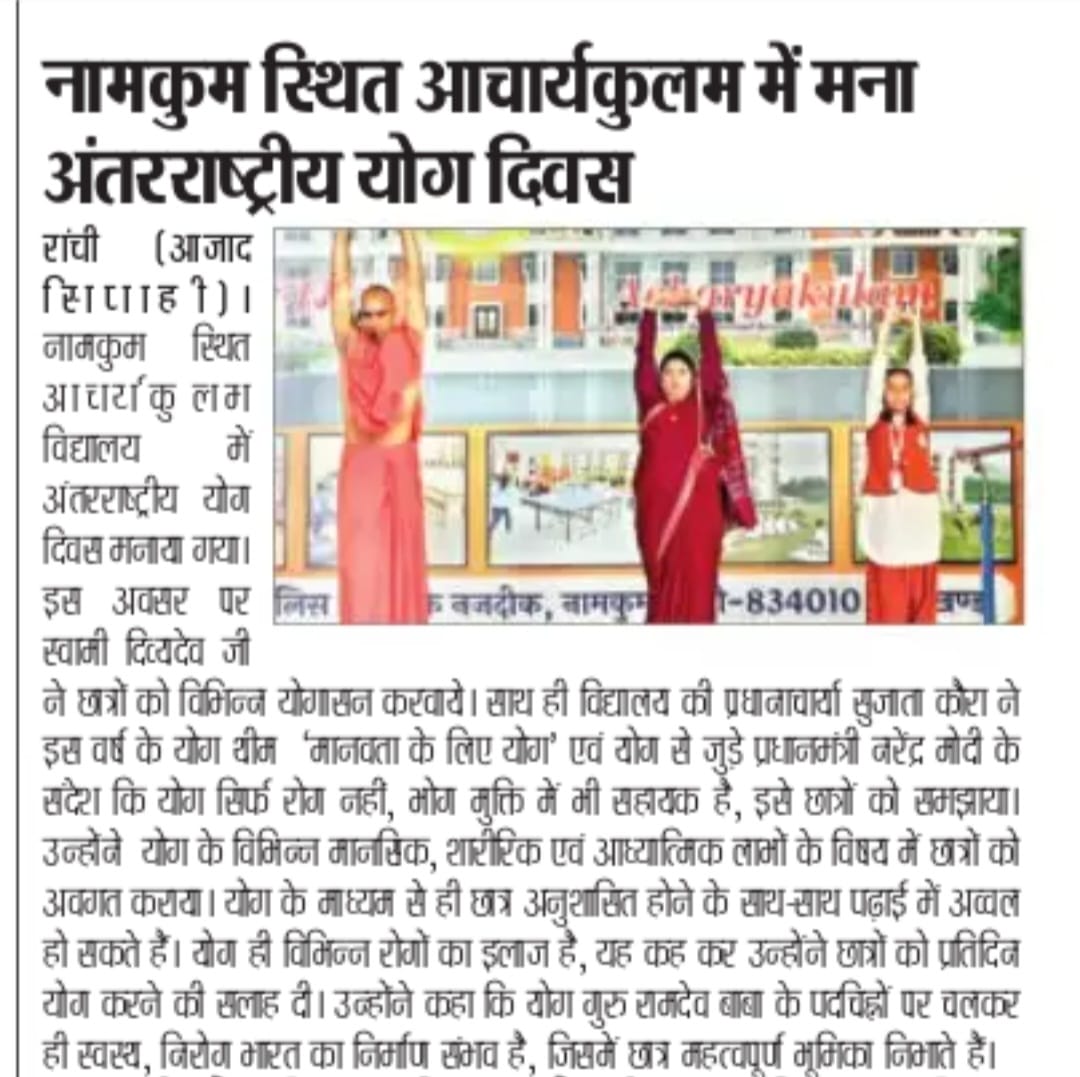 नामकुम स्थित आचार्यकुलम में मना
अंतरराष्ट्रीय योग दिवस
रांची (आजाद
सिपाही)।
नामकुम स्थित
आचार्यकुलम
विद्यालय में
अंतरराष्ट्रीय योग
दिवस मनाया गया।
इस अवसर पर
स्वामी दिव्यदेव जी
Acharyakulam
लिस नजदीक, नामकुम -834010
ने छात्रों को विभिन्न योगासन करवाये। साथ ही विद्यालय की प्रधानाचार्या सुजाता कौरा ने
इस वर्ष के योग थीम ‘मानवता के लिए योग’ एवं योग से जुड़े प्रधानमंत्री नरेंद्र मोदी के
संदेश कि योग सिर्फ रोग नहीं, भोग मुक्ति में भी सहायक है, इसे छात्रों को समझाया।
उन्होंने योग के विभिन्न मानसिक, शारीरिक एवं आध्यात्मिक लाभों के विषय में छात्रों को
अवगत कराया। योग के माध्यम से ही छात्र अनुशासित होने के साथ-साथ पढ़ाई में अव्वल
हो सकते हैं। योग ही विभिन्न रोगों का इलाज है, यह कह कर उन्होंने छात्रों को प्रतिदिन
योग करने की सलाह दी। उन्होंने कहा कि योग गुरु रामदेव बाबा के पदचिह्नों पर चलकर
ही स्वस्थ, निरोग भारत का निर्माण संभव है, जिसमें छात्र महत्वपूर्ण भूमिका निभाते हैं।